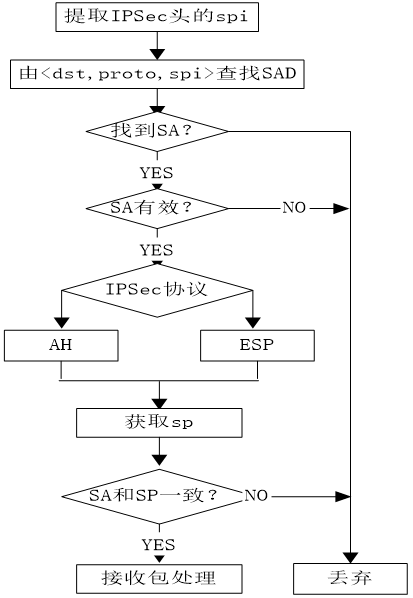 提取IPSec头的spi
由<dst,proto,spi>查找SAD
找到SA?
YES
SA有效?
NO
YES
IPSec协议
AH
ESP
获取sp
SA和SP一致?
NO
YES
接收包处理
丢弃